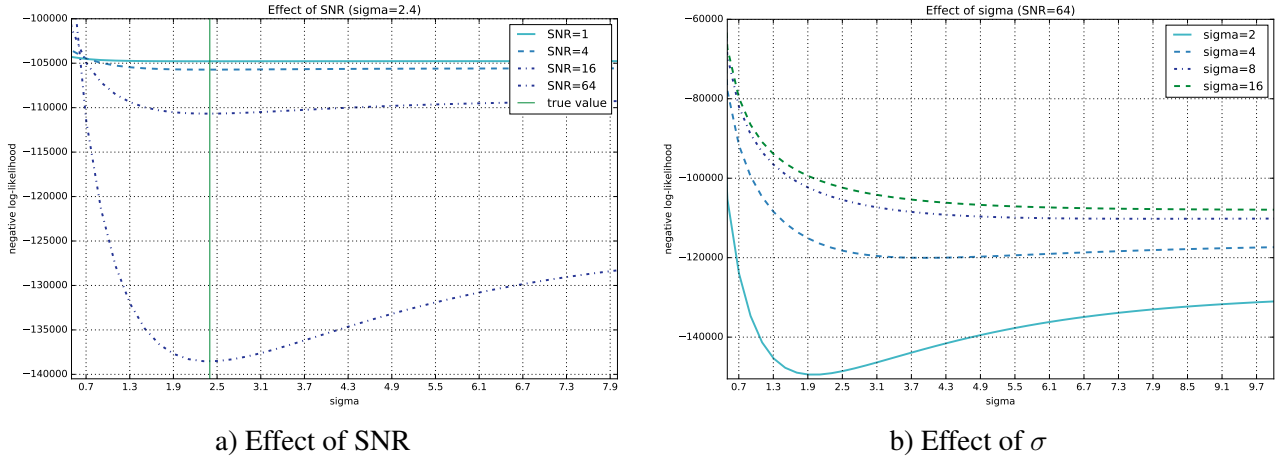 Effect of SNR (sigma=2.4)
−100000
−105000
−110000
−115000
−120000
−125000
−130000
−135000
−140000
negative log-likelihood
SNR=1
SNR=4
SNR=16
SNR=64
true value
0.7 1.3 1.9 2.5 3.1 3.7 4.3 4.9 5.5 6.1 6.7 7.3 7.9
sigma
a) Effect of SNR
Effect of sigma (SNR=64)
−60000
−80000
−100000
−120000
−140000
negative log-likelihood
sigma=2
sigma=4
sigma=8
sigma=16
0.7 1.3 1.9 2.5 3.1 3.7 4.3 4.9 5.5 6.1 6.7 7.3 7.9 8.5 9.1 9.7
sigma
b) Effect of σ